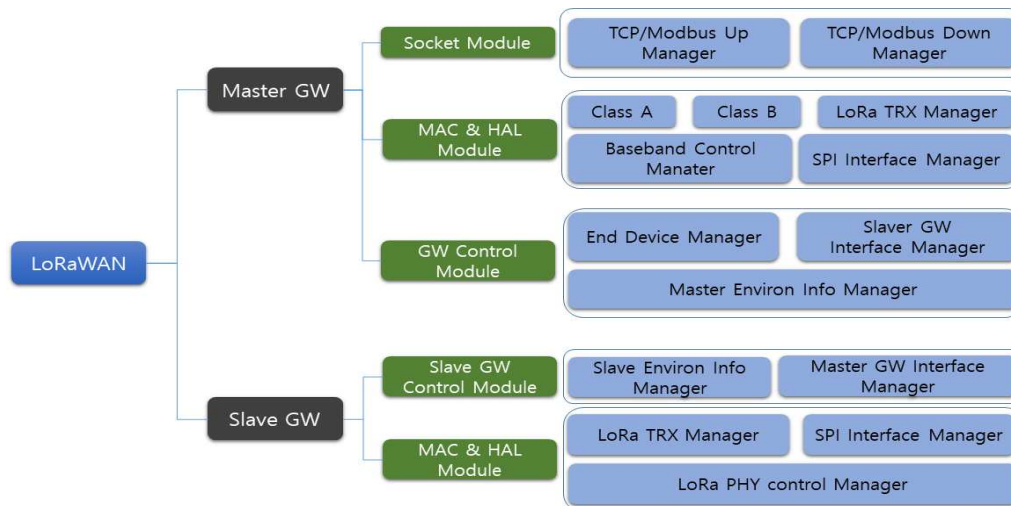 Socket Module
TCP/Modbus Up
Manager
TCP/Modbus Down
Manager
Master GW
MAC & HAL
Module
Class A
Class B
LoRa TRX Manager
Baseband Control
Manater
SPI Interface Manager
LoRaWAN
GW Control
Module
End Device Manager
Slaver GW
Interface Manager
Master Environ Info Manager
Slave GW
Slave GW
Control Module
Slave Environ Info
Manager
Master GW Interface
Manager
MAC & HAL
Module
LoRa TRX Manager
SPI Interface Manager
LoRa PHY control Manager